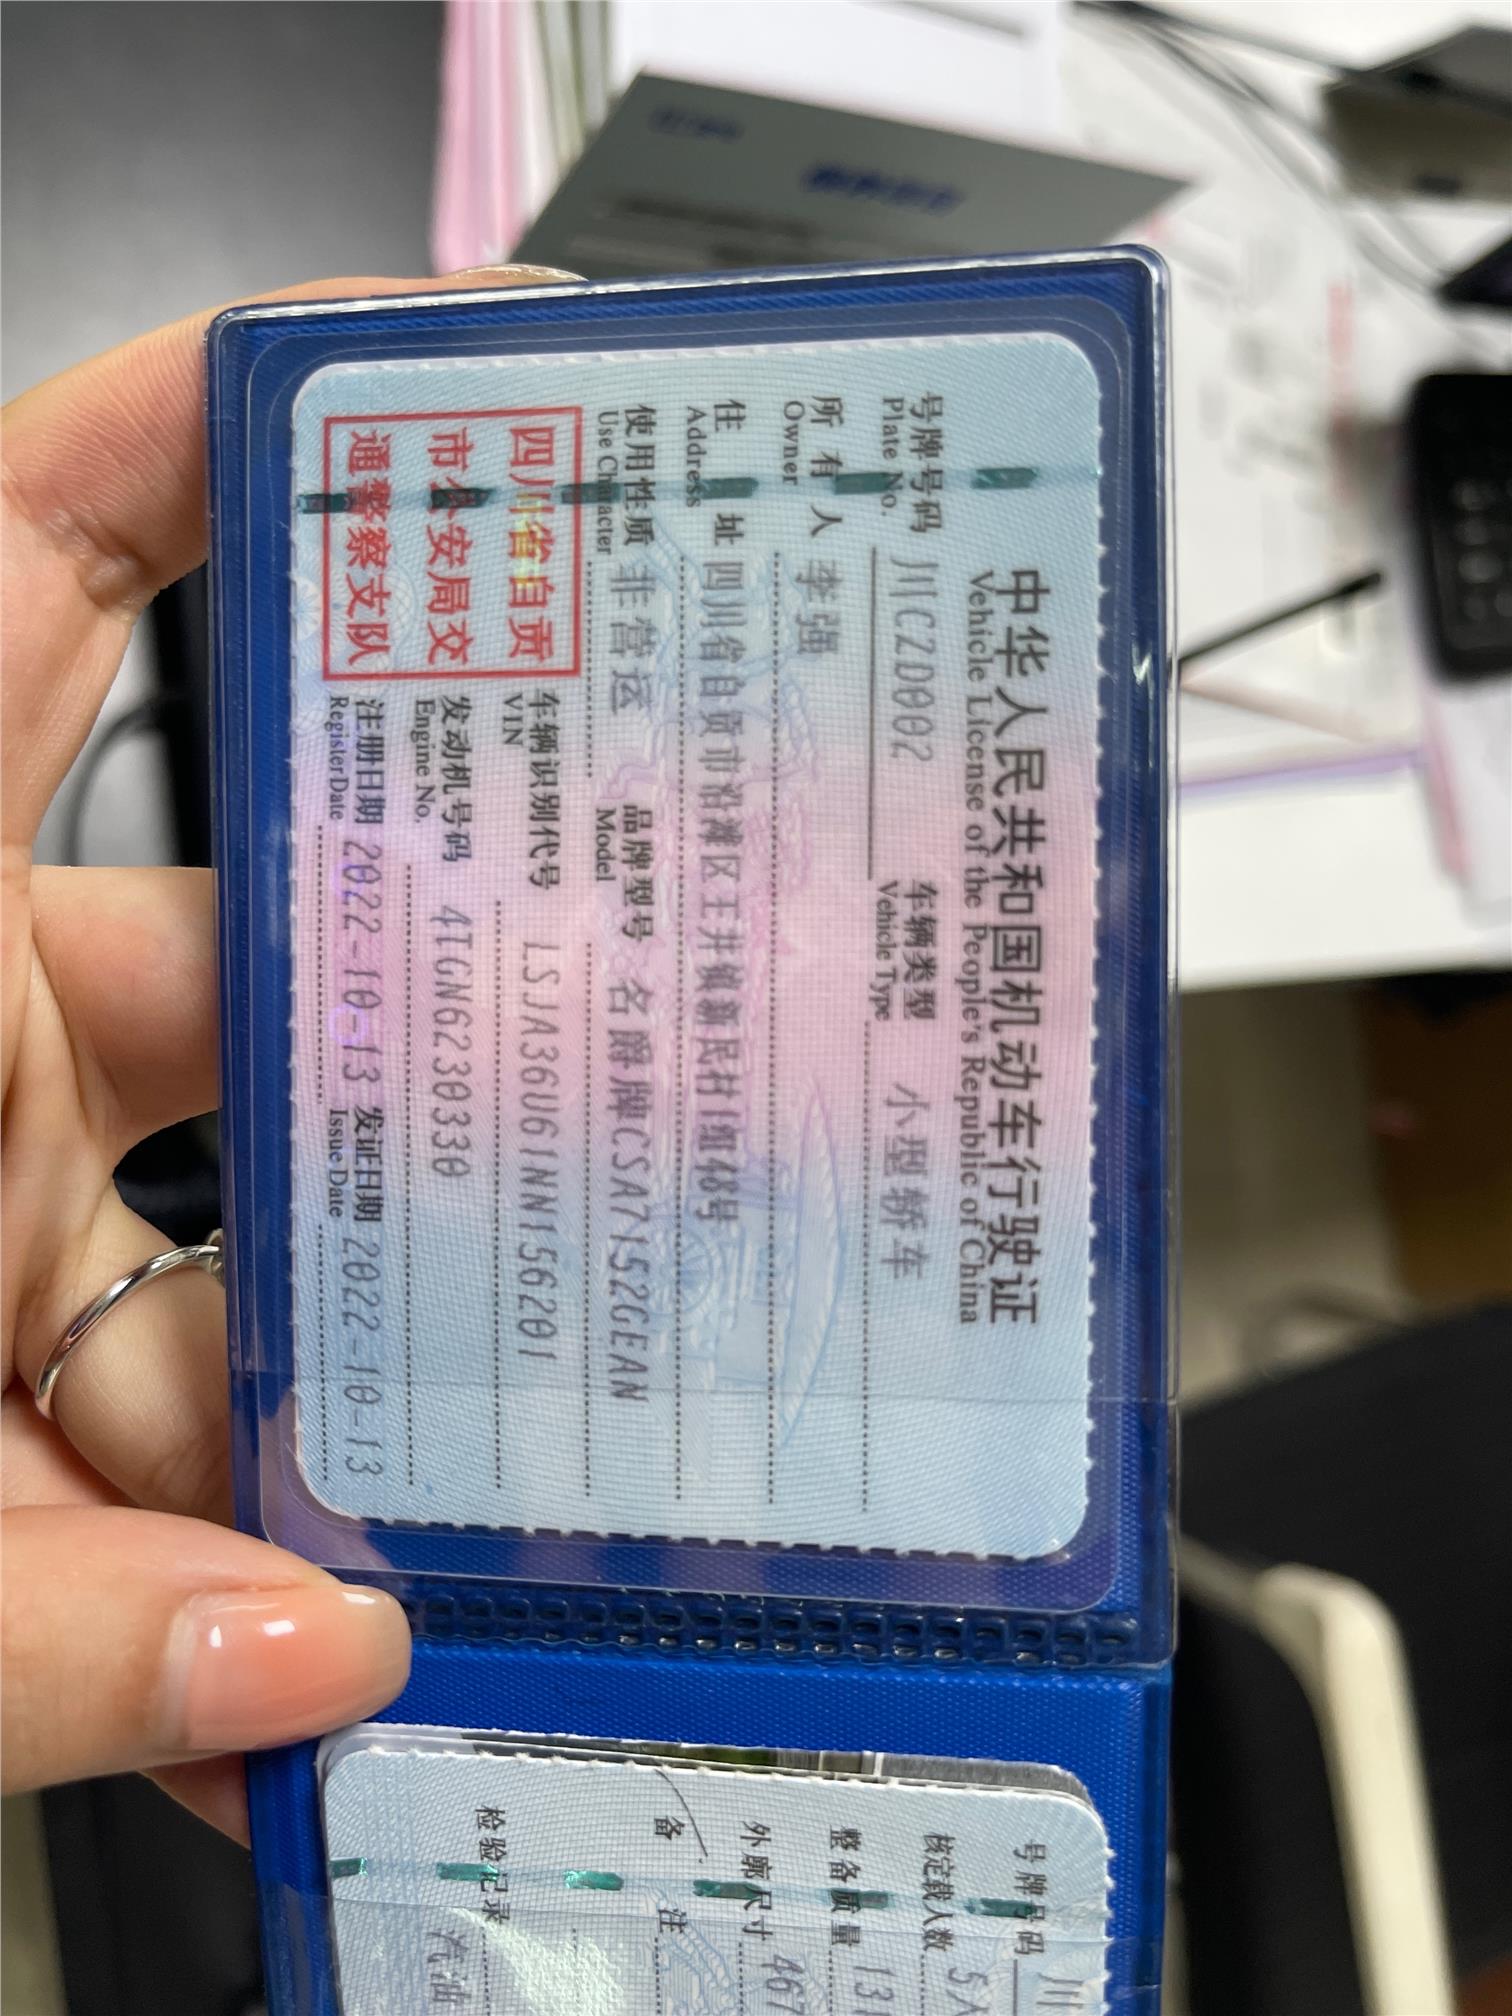 中华人民共和国机动车行驶证
Vehicle License of the People's Republic of China
号牌号码 川CZD002 车辆类型 小型轿车
Plate No. Vehicle Type
所有人 李强
Owner
住址 四川省自贡市沿滩区王井镇新民村1组48号
Address
使用性质 非营运 品牌型号 名爵牌CSA7152GEAN
Use Character Model
四川省自贡
市公安局交
通警察支队
车辆识别代号 LSJA36U61NN156201
VIN
发动机号码 4IGN6230330
Engine No.
注册日期 2022-10-13 发证日期 2022-10-13
Register Date Issue Date
号牌号码 川
核定载人数 5人
整备质量 131
外廓尺寸 467
备注
检验记录
汽油